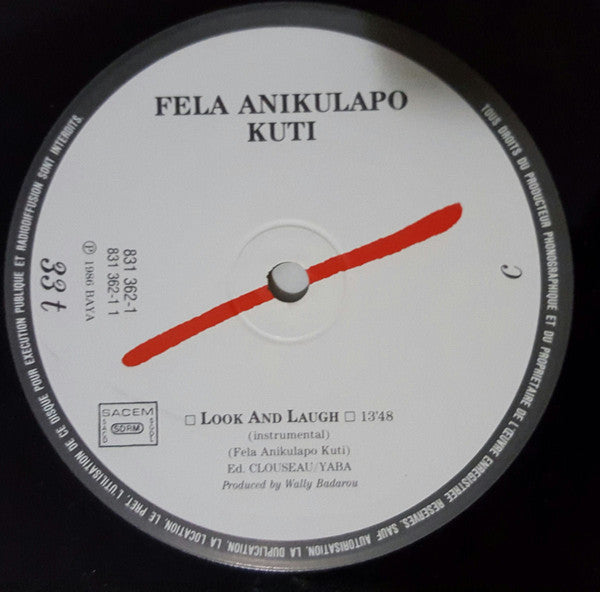 FELA ANIKULAPO
KUTI
TOUS DROITS DU PRODUCTEUR PHONOGRAPHIQUE ET DU PROPRIETAIRE DE L'ŒUVRE ENREGISTREE RESERVES. SAUF AUTORISATION, LA DUPLICATION, LA LOCATION, LE PRET, L'UTILISATION DE CE DISQUE POUR EXECUTION PUBLIQUE ET RADIODIFFUSION SONT INTERDITS.
831 362-1
831 362-1 1
℗ 1986 BAYA
33 t
SACEM
SACD
SDRM
SGDL
□ LOOK AND LAUGH □ 13'48
(instrumental)
(Fela Anikulapo Kuti)
Ed. CLOUSEAU/YABA
Produced by Wally Badarou